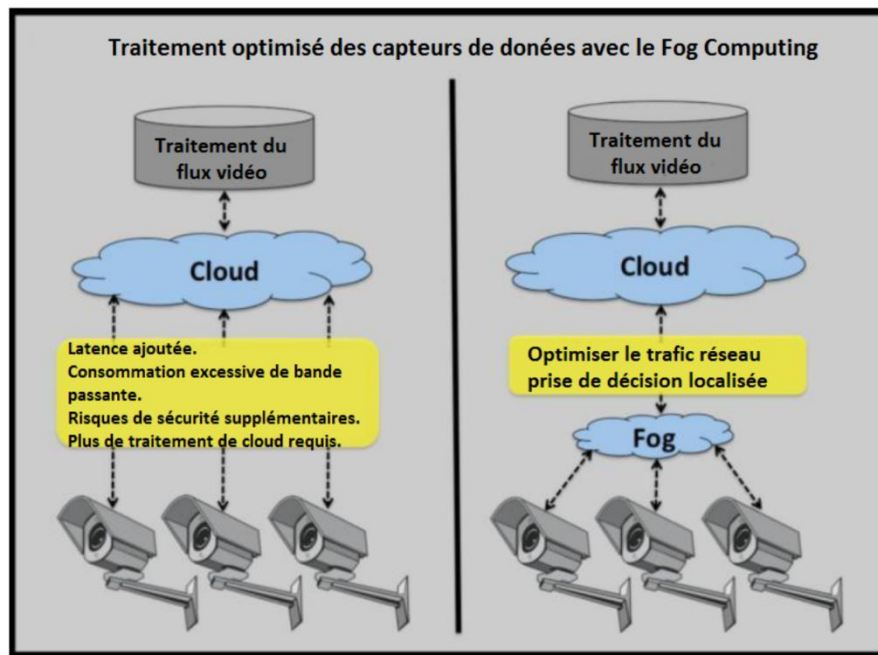 Traitement optimisé des capteurs de donées avec le Fog Computing
Traitement du
flux vidéo
Cloud
Latence ajoutée.
Consommation excessive de bande
passante.
Risques de sécurité supplémentaires.
Plus de traitement de cloud requis.
Traitement du
flux vidéo
Cloud
Optimiser le trafic réseau
prise de décision localisée
Fog